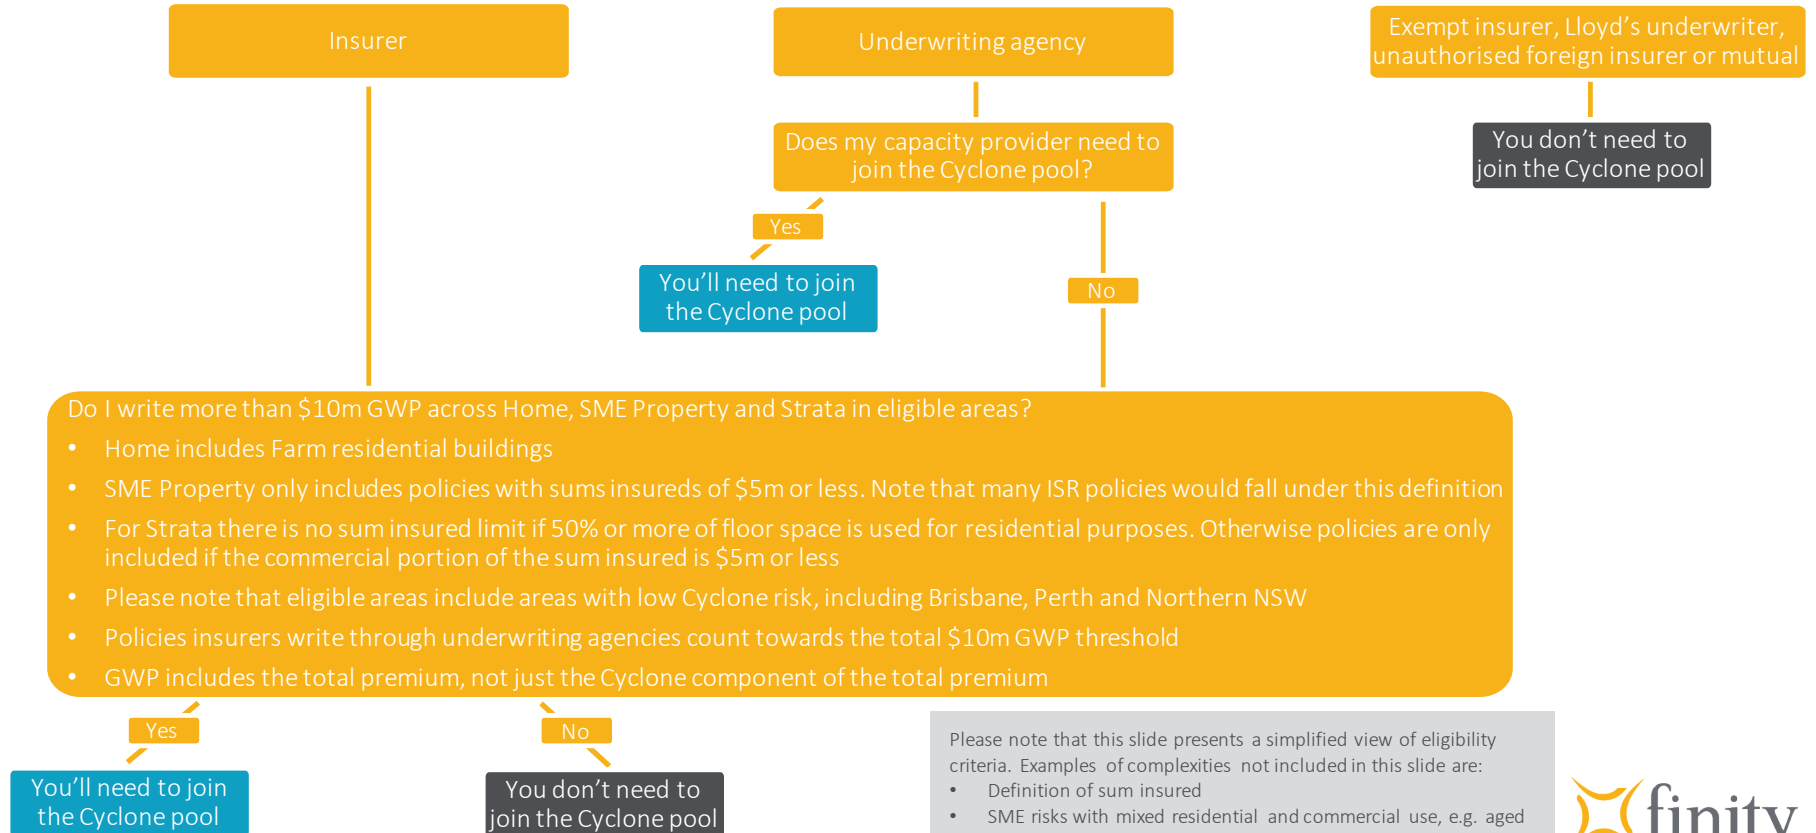 Insurer
Underwriting agency
Exempt insurer, Lloyd's underwriter,
unauthorised foreign insurer or mutual
Does my capacity provider need to
join the Cyclone pool?
You don't need to
join the Cyclone pool
Yes
You'll need to join
the Cyclone pool
No
Do I write more than $10m GWP across Home, SME Property and Strata in eligible areas?
• Home includes Farm residential buildings
• SME Property only includes policies with sums insureds of $5m or less. Note that many ISR policies would fall under this definition
• For Strata there is no sum insured limit if 50% or more of floor space is used for residential purposes. Otherwise policies are only
included if the commercial portion of the sum insured is $5m or less
• Please note that eligible areas include areas with low Cyclone risk, including Brisbane, Perth and Northern NSW
• Policies insurers write through underwriting agencies count towards the total $10m GWP threshold
• GWP includes the total premium, not just the Cyclone component of the total premium
Yes
No
You'll need to join
the Cyclone pool
You don't need to
join the Cyclone pool
Please note that this slide presents a simplified view of eligibility
criteria. Examples of complexities not included in this slide are:
• Definition of sum insured
• SME risks with mixed residential and commercial use, e.g. aged
finity